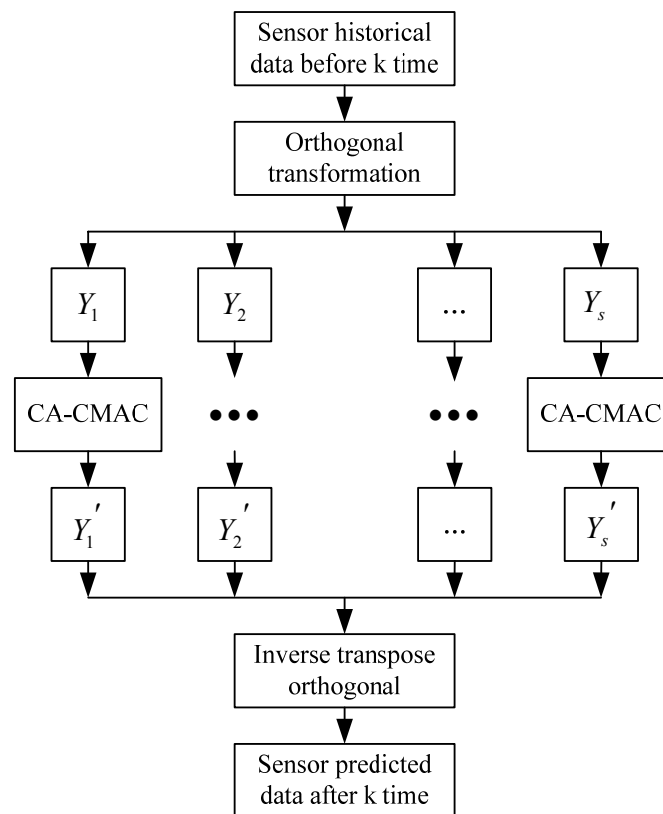 Sensor historical
data before k time
Orthogonal
transformation
Y₁ Y₂ ... Yₛ
CA-CMAC ••• ••• CA-CMAC
Y₁′ Y₂′ ... Yₛ′
Inverse transpose
orthogonal
Sensor predicted
data after k time